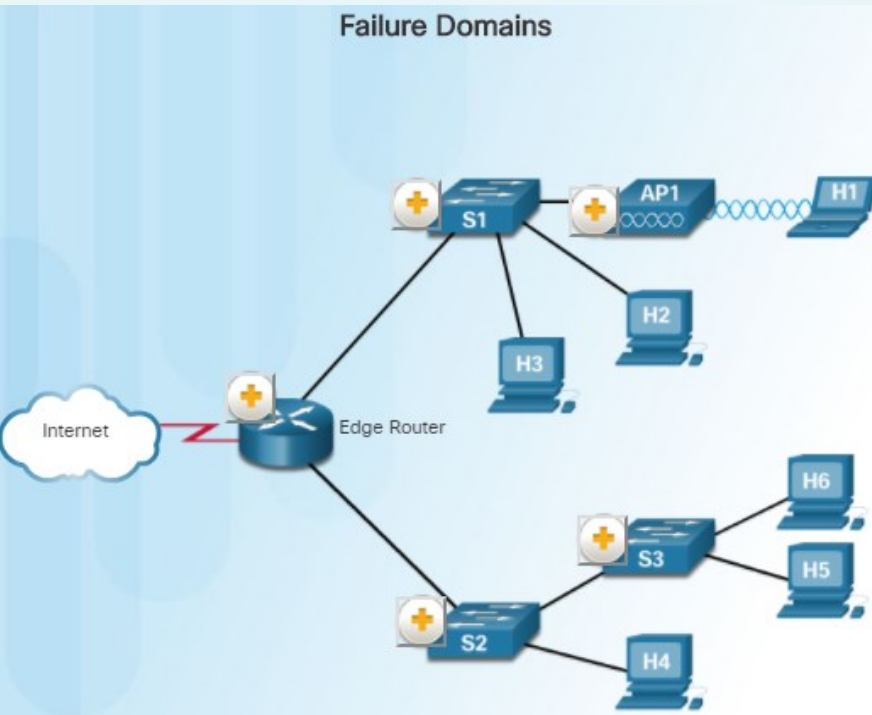 Failure Domains
S1
AP1
H1
H2
H3
Internet
Edge Router
H6
S3
H5
S2
H4